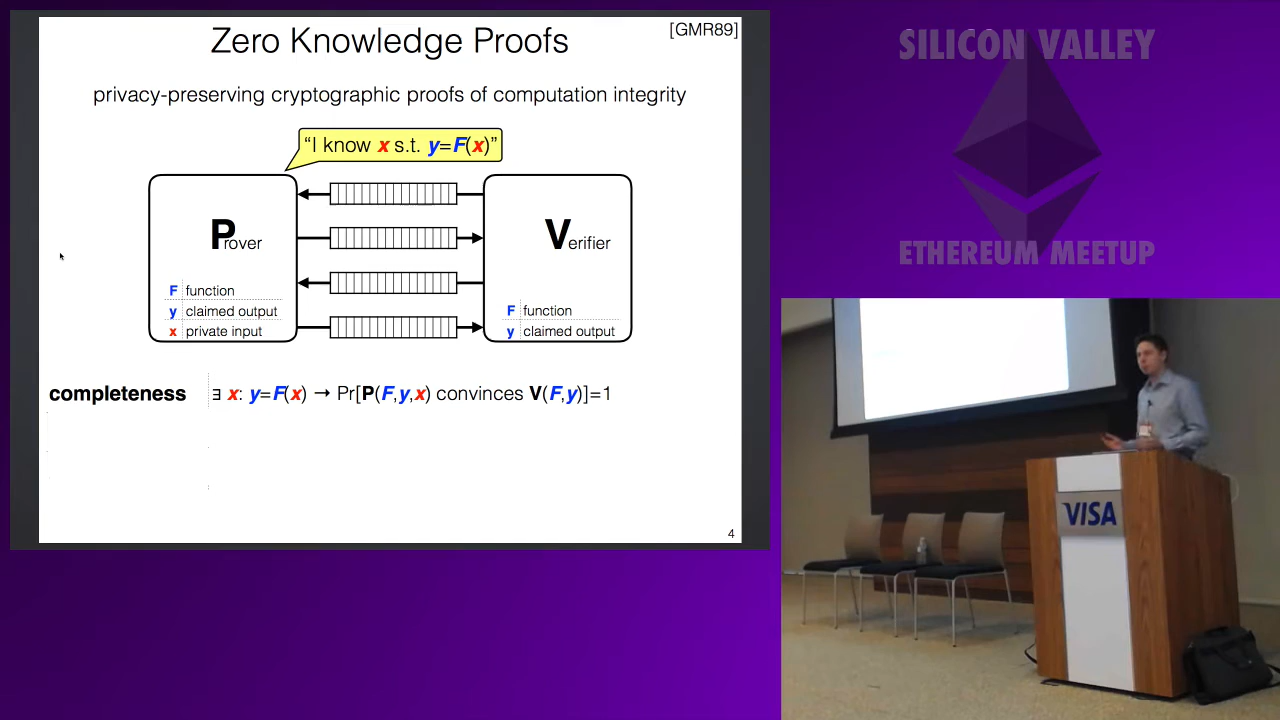 Zero Knowledge Proofs
[GMR89]
privacy-preserving cryptographic proofs of computation integrity
“I know x s.t. y=F(x)”
Prover
F function
y claimed output
x private input
Verifier
F function
y claimed output
completeness ∃ x: y=F(x) → Pr[P(F,y,x) convinces V(F,y)]=1
4
SILICON VALLEY
ETHEREUM MEETUP
VISA